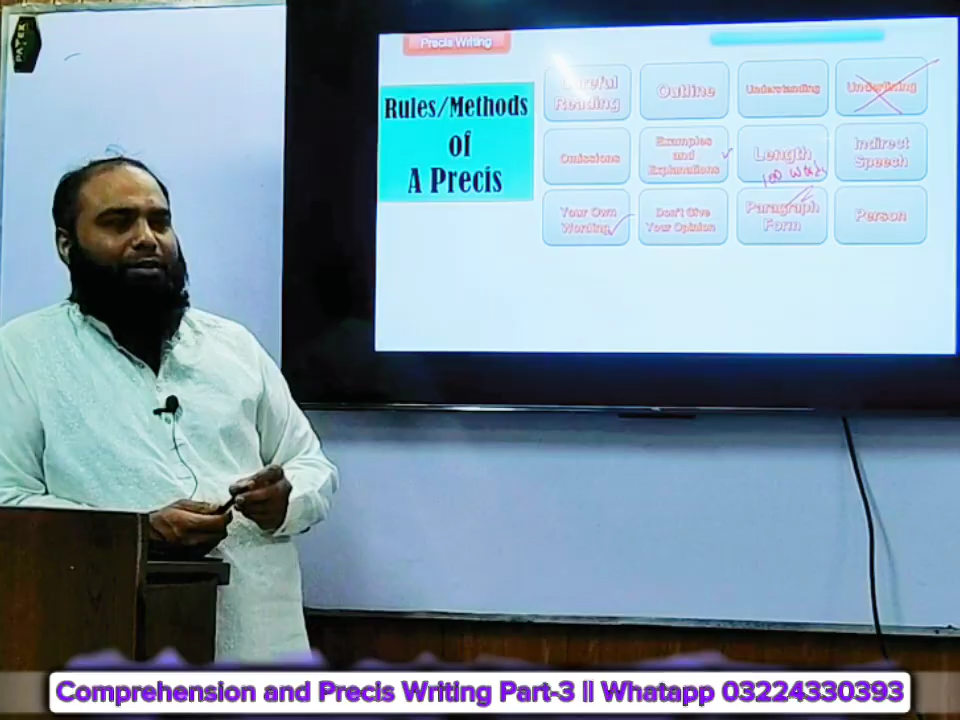 PATEX
Precis Writing
Rules/Methods
of
A Precis
Careful
Reading
Outline
Understanding
Underlining
Omissions
Examples
and
Explanations
Length
100 words
Indirect
Speech
Your Own
Wording
Don't Give
Your Opinion
Paragraph
Form
Person
Comprehension and Precis Writing Part-3 || Whatapp 03224330393